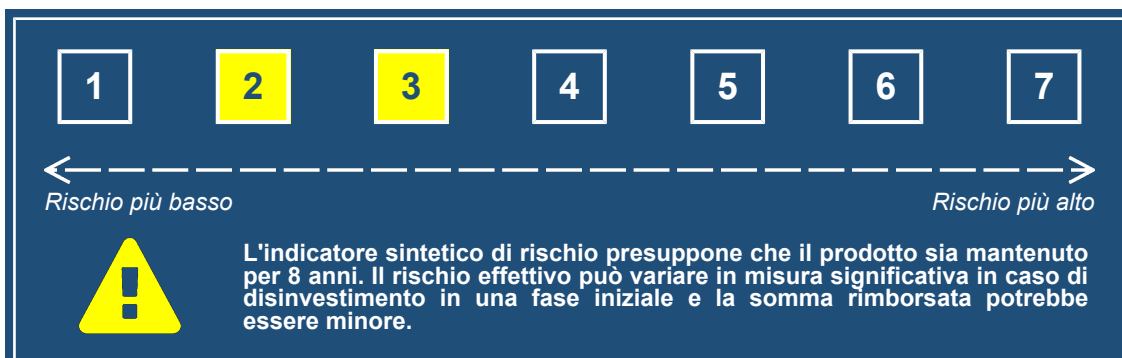 1 2 3 4 5 6 7
Rischio più basso Rischio più alto
L'indicatore sintetico di rischio presuppone che il prodotto sia mantenuto
per 8 anni. Il rischio effettivo può variare in misura significativa in caso di
disinvestimento in una fase iniziale e la somma rimborsata potrebbe
essere minore.